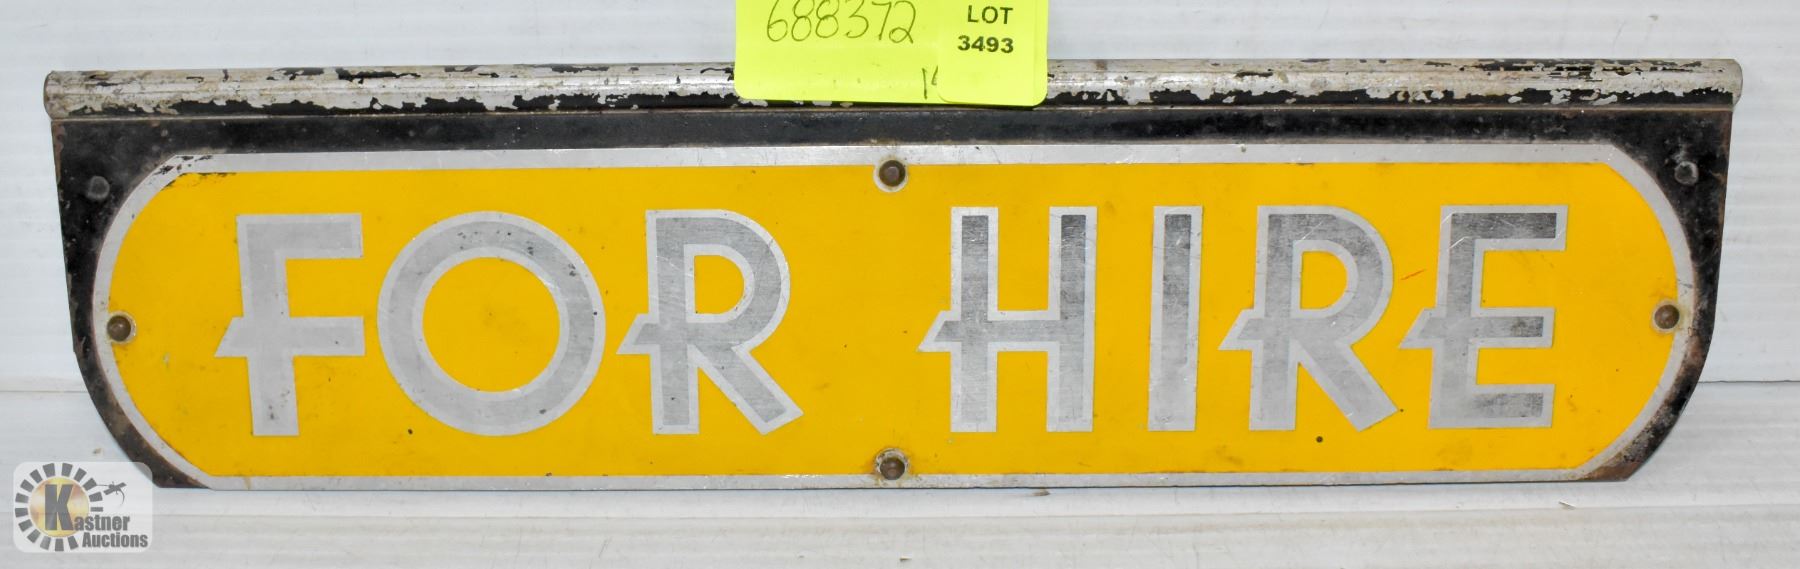 688372
LOT
3493
FOR HIRE
Kastner
Auctions